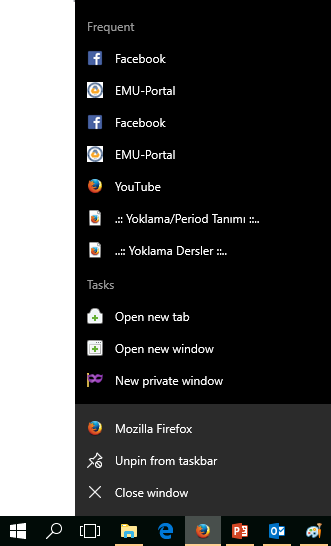 Frequent
Facebook
EMU-Portal
Facebook
EMU-Portal
YouTube
.:: Yoklama/Period Tanımı ::..
..:: Yoklama Dersler ::..
Tasks
Open new tab
Open new window
New private window
Mozilla Firefox
Unpin from taskbar
Close window